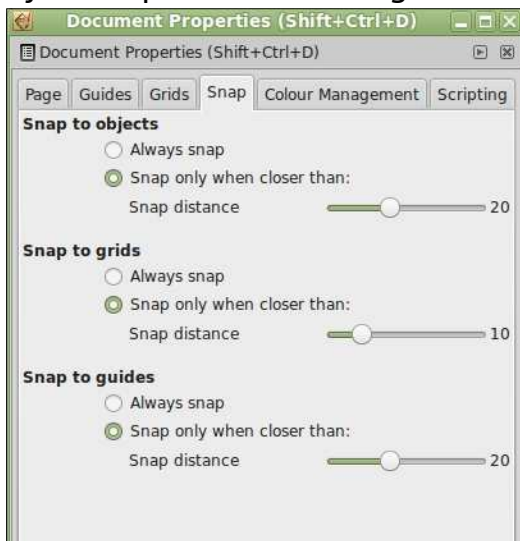 Document Properties (Shift+Ctrl+D)
Document Properties (Shift+Ctrl+D)
Page Guides Grids Snap Colour Management Scripting
Snap to objects
Always snap
Snap only when closer than:
Snap distance 20
Snap to grids
Always snap
Snap only when closer than:
Snap distance 10
Snap to guides
Always snap
Snap only when closer than:
Snap distance 20